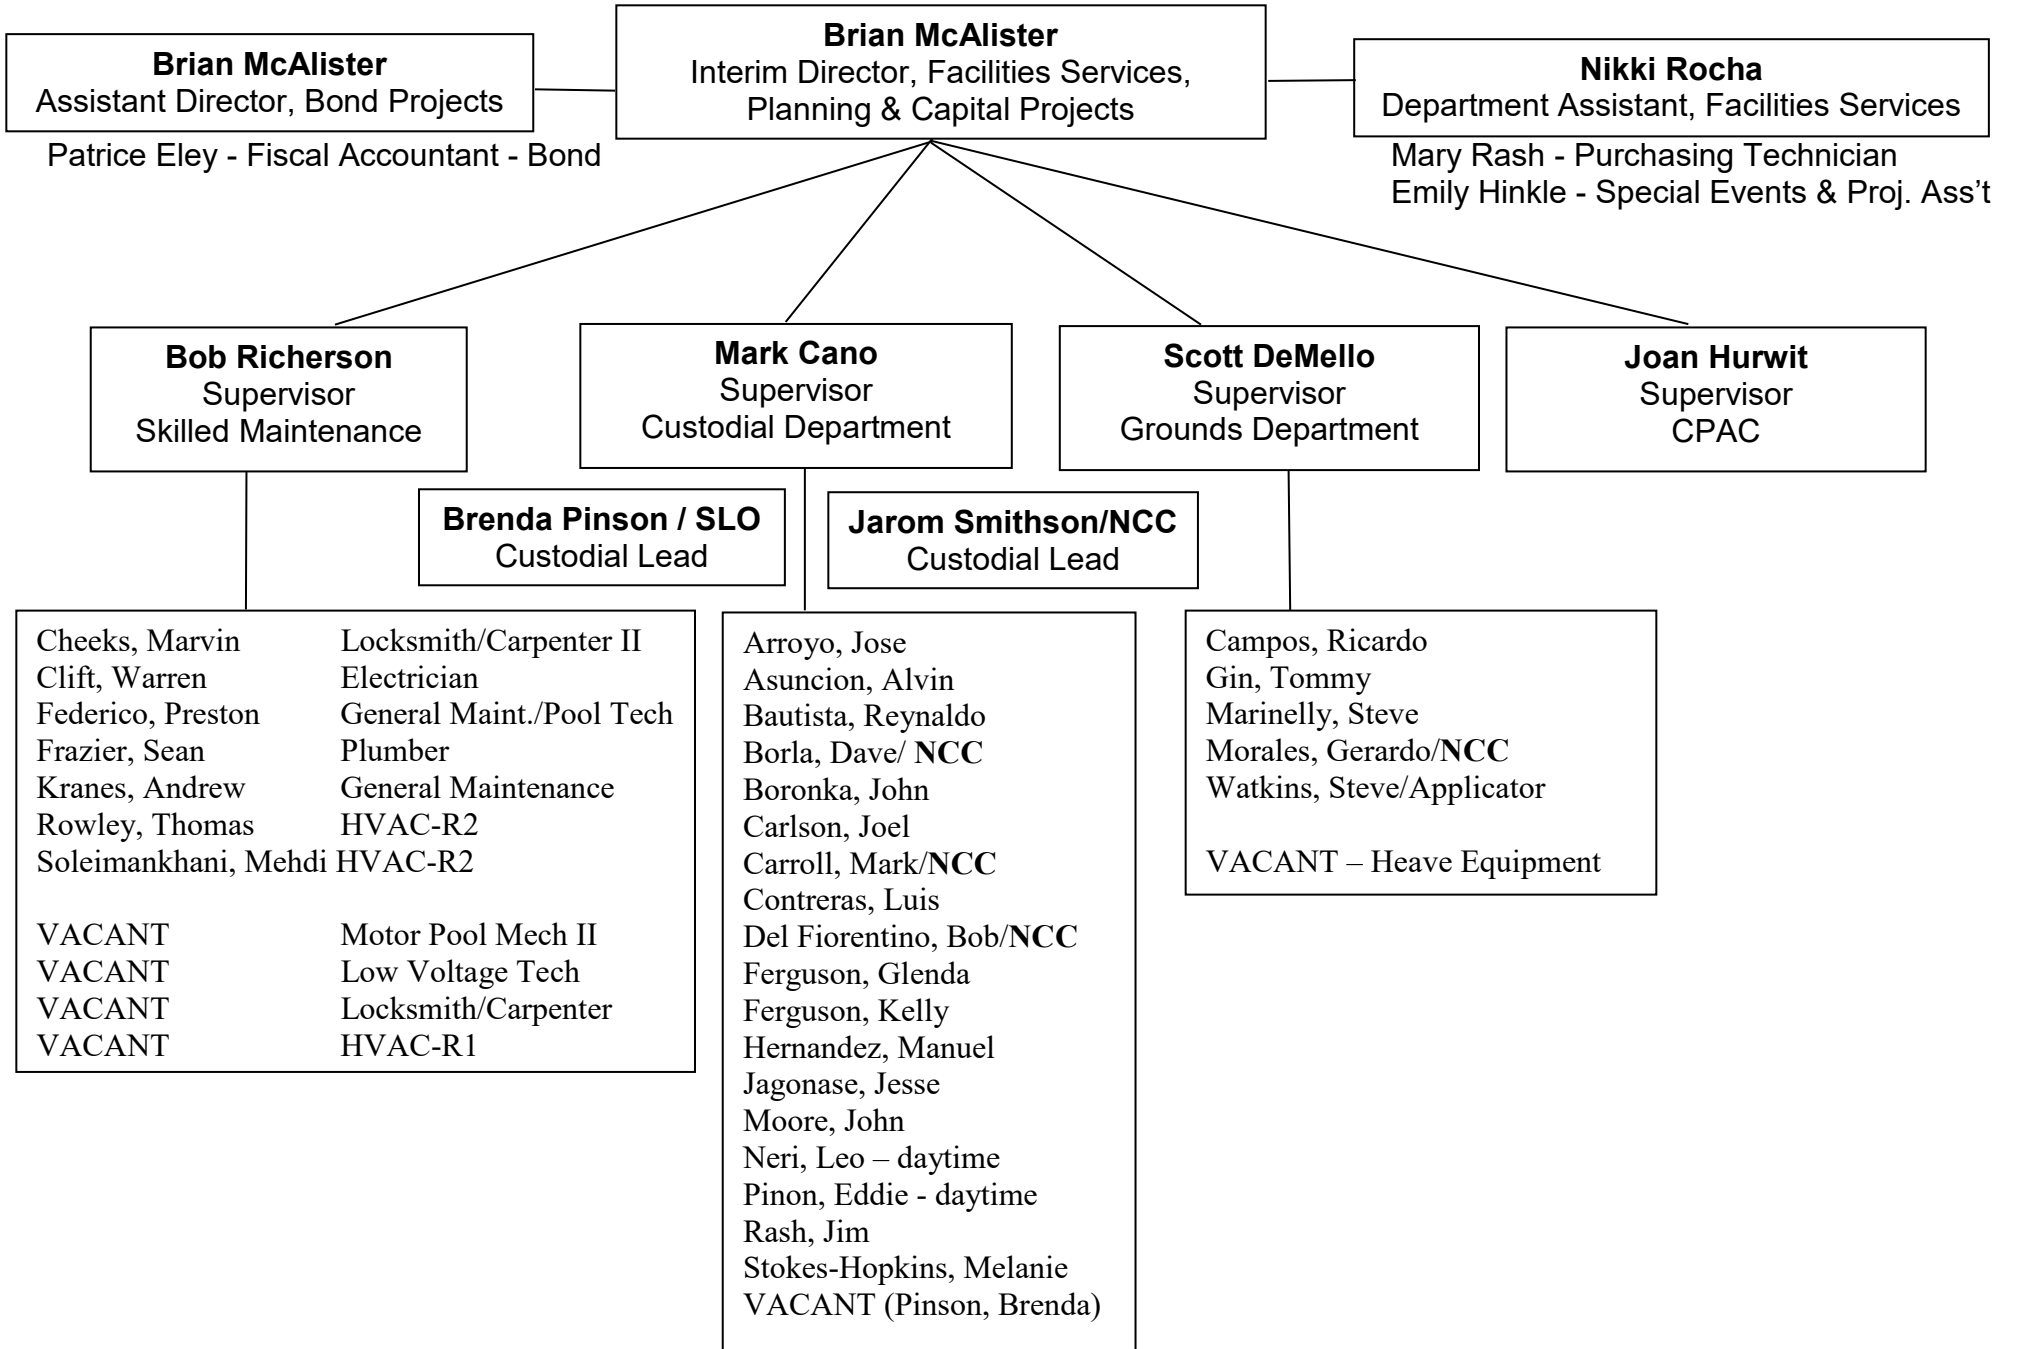 Brian McAlister
Assistant Director, Bond Projects
Patrice Eley - Fiscal Accountant - Bond
Brian McAlister
Interim Director, Facilities Services,
Planning & Capital Projects
Nikki Rocha
Department Assistant, Facilities Services
Mary Rash - Purchasing Technician
Emily Hinkle - Special Events & Proj. Ass’t
Bob Richerson
Supervisor
Skilled Maintenance
Mark Cano
Supervisor
Custodial Department
Scott DeMello
Supervisor
Grounds Department
Joan Hurwit
Supervisor
CPAC
Brenda Pinson / SLO
Custodial Lead
Jarom Smithson/NCC
Custodial Lead
Cheeks, Marvin Locksmith/Carpenter II
Clift, Warren Electrician
Federico, Preston General Maint./Pool Tech
Frazier, Sean Plumber
Kranes, Andrew General Maintenance
Rowley, Thomas HVAC-R2
Soleimankhani, Mehdi HVAC-R2
VACANT Motor Pool Mech II
VACANT Low Voltage Tech
VACANT Locksmith/Carpenter
VACANT HVAC-R1
Arroyo, Jose
Asuncion, Alvin
Bautista, Reynaldo
Borla, Dave/ NCC
Boronka, John
Carlson, Joel
Carroll, Mark/NCC
Contreras, Luis
Del Fiorentino, Bob/NCC
Ferguson, Glenda
Ferguson, Kelly
Hernandez, Manuel
Jagonase, Jesse
Moore, John
Neri, Leo – daytime
Pinon, Eddie - daytime
Rash, Jim
Stokes-Hopkins, Melanie
VACANT (Pinson, Brenda)
Campos, Ricardo
Gin, Tommy
Marinelly, Steve
Morales, Gerardo/NCC
Watkins, Steve/Applicator
VACANT – Heave Equipment